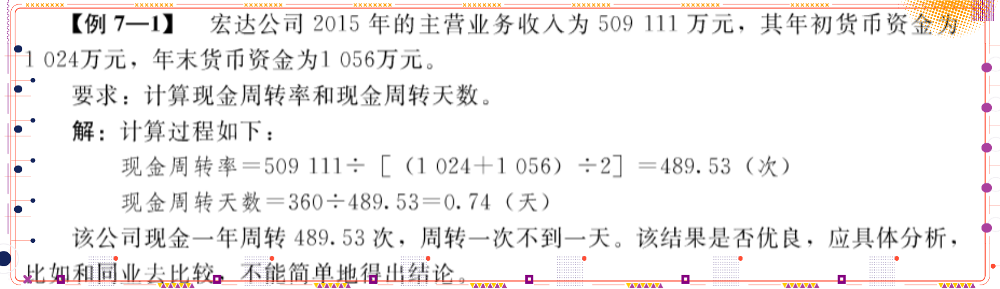 【例 7—1】 宏达公司 2015 年的主营业务收入为 509 111 万元，其年初货币资金为
1 024万元，年末货币资金为1 056万元。
要求：计算现金周转率和现金周转天数。
解：计算过程如下：
现金周转率＝509 111÷［（1 024＋1 056）÷2］＝489.53（次）
现金周转天数＝360÷489.53＝0.74（天）
该公司现金一年周转 489.53 次，周转一次不到一天。该结果是否优良，应具体分析，
比如和同业去比较，不能简单地得出结论。